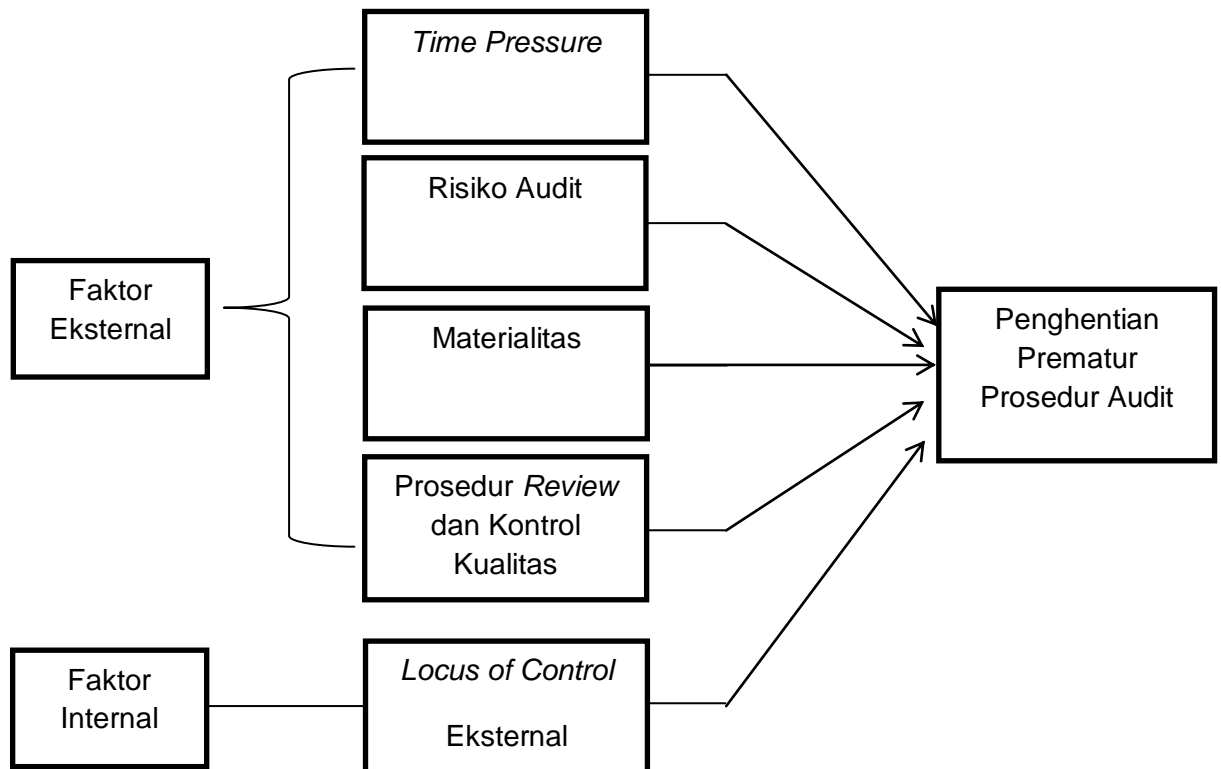 Time Pressure
Risiko Audit
Faktor
Eksternal
Materialitas
Penghentian
Prematur
Prosedur Audit
Prosedur Review
dan Kontrol
Kualitas
Faktor
Internal
Locus of Control
Eksternal